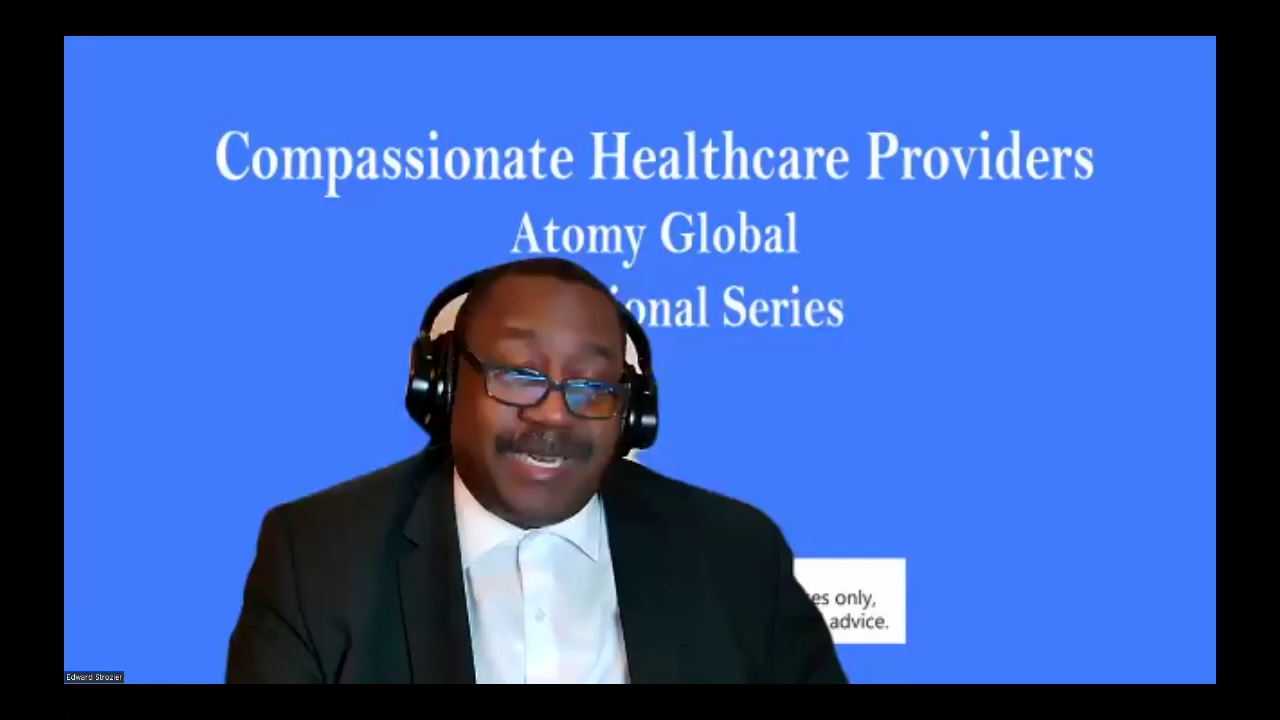 Compassionate Healthcare Providers
Atomy Global
ional Series
es only,
advice.
Edward Strozier